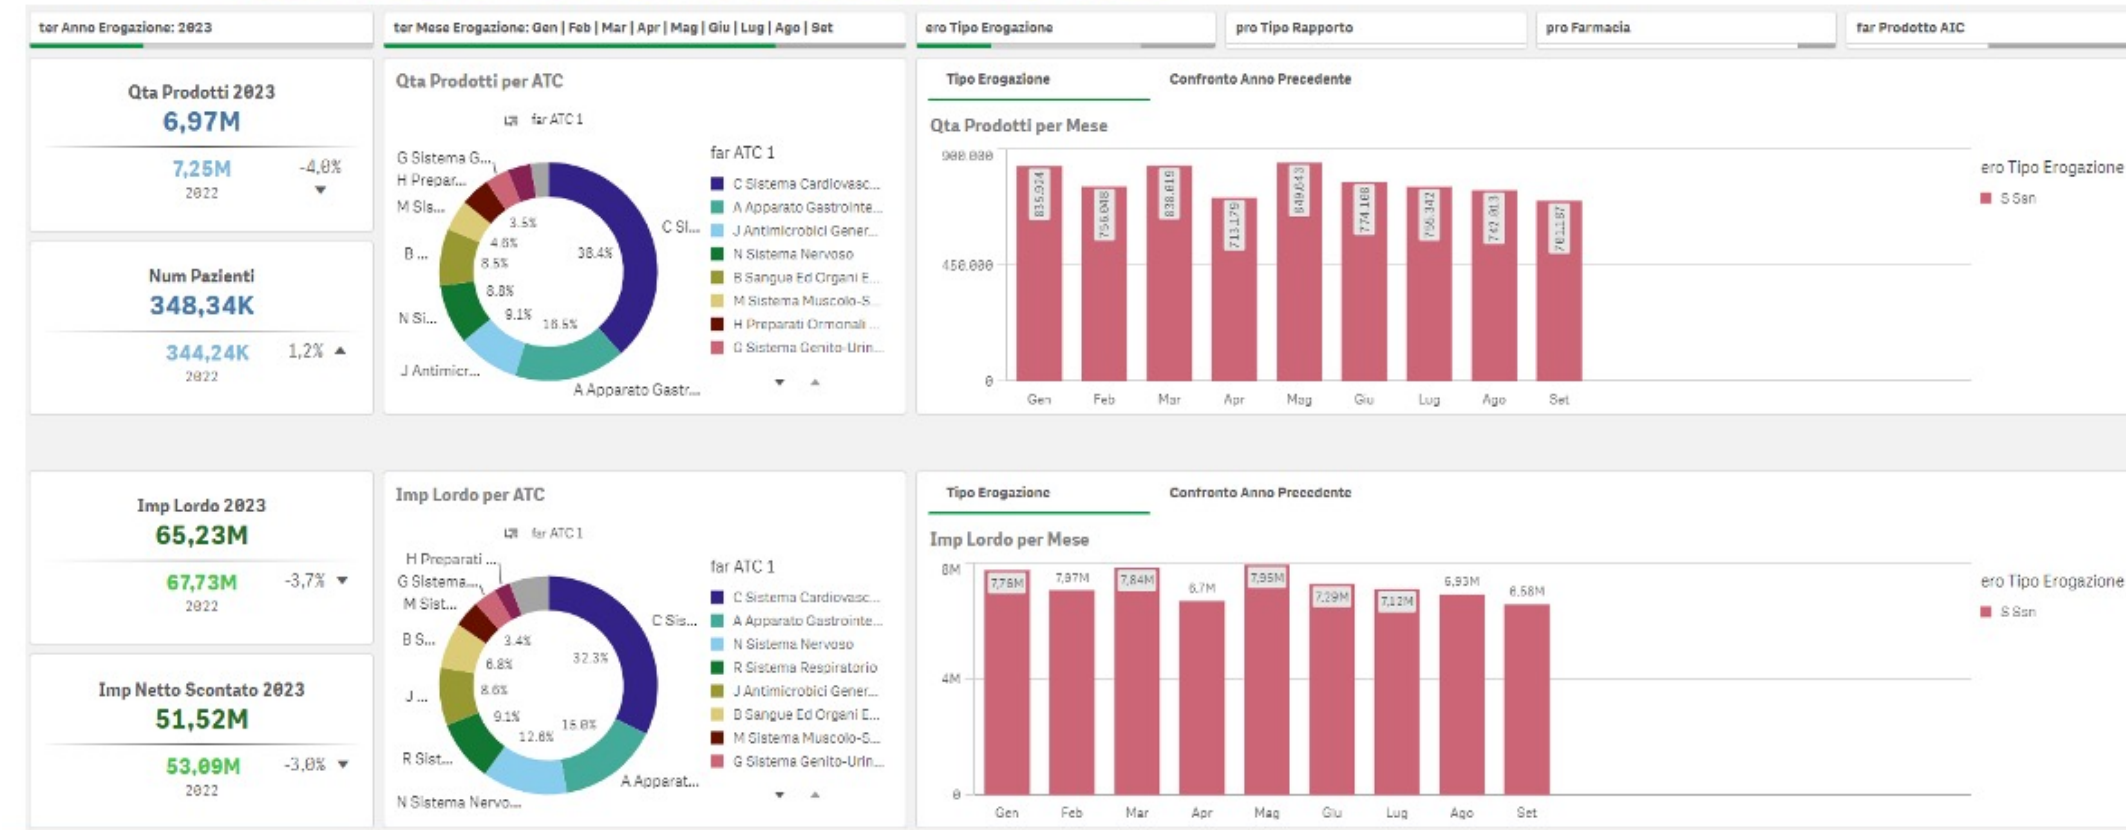 ter Anno Erogazione: 2023
ter Mese Erogazione: Gen | Feb | Mar | Apr | Mag | Giu | Lug | Ago | Set
ero Tipo Erogazione
pro Tipo Rapporto
pro Farmacia
far Prodotto AIC
Qta Prodotti 2023
6,97M
7,25M
-4,0%
2022
Num Pazienti
348,34K
344,24K
1,2%
2022
Qta Prodotti per ATC
far ATC 1
G Sistema G...
H Prepar...
M Sis...
B ...
N Si...
J Antimicr...
A Apparato Gastr...
C Si...
3.5%
4.6%
8.5%
8.8%
9.1%
16.5%
38.4%
far ATC 1
C Sistema Cardiovasc...
A Apparato Gastrointe...
J Antimicrobici Gener...
N Sistema Nervoso
B Sangue Ed Organi E...
M Sistema Muscolo-S...
H Preparati Ormonali ...
G Sistema Genito-Urin...
Tipo Erogazione
Confronto Anno Precedente
Qta Prodotti per Mese
900.000
450.000
0
838.819
713.179
774.188
742.013
Gen
Feb
Mar
Apr
Mag
Giu
Lug
Ago
Set
ero Tipo Erogazione
S Ssn
Imp Lordo 2023
65,23M
67,73M
-3,7%
2022
Imp Netto Scontato 2023
51,52M
53,09M
-3,0%
2022
Imp Lordo per ATC
far ATC 1
H Preparati ...
G Sistema...
M Sist...
B S...
J ...
R Sist...
N Sistema Nervo...
A Apparat...
C Sis...
3.4%
6.8%
8.6%
9.1%
12.6%
15.0%
32.3%
far ATC 1
C Sistema Cardiovasc...
A Apparato Gastrointe...
N Sistema Nervoso
R Sistema Respiratorio
J Antimicrobici Gener...
B Sangue Ed Organi E...
M Sistema Muscolo-S...
G Sistema Genito-Urin...
Tipo Erogazione
Confronto Anno Precedente
Imp Lordo per Mese
8M
4M
0
7,76M
7,07M
7,84M
6,7M
7,95M
7,29M
7,12M
6,93M
6,58M
Gen
Feb
Mar
Apr
Mag
Giu
Lug
Ago
Set
ero Tipo Erogazione
S Ssn